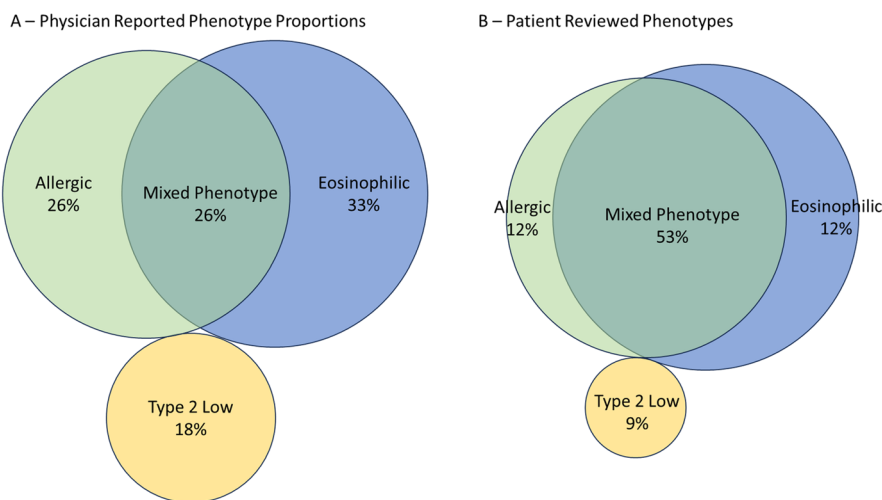 A – Physician Reported Phenotype Proportions
Allergic
26%
Mixed Phenotype
26%
Eosinophilic
33%
Type 2 Low
18%
B – Patient Reviewed Phenotypes
Allergic
12%
Mixed Phenotype
53%
Eosinophilic
12%
Type 2 Low
9%